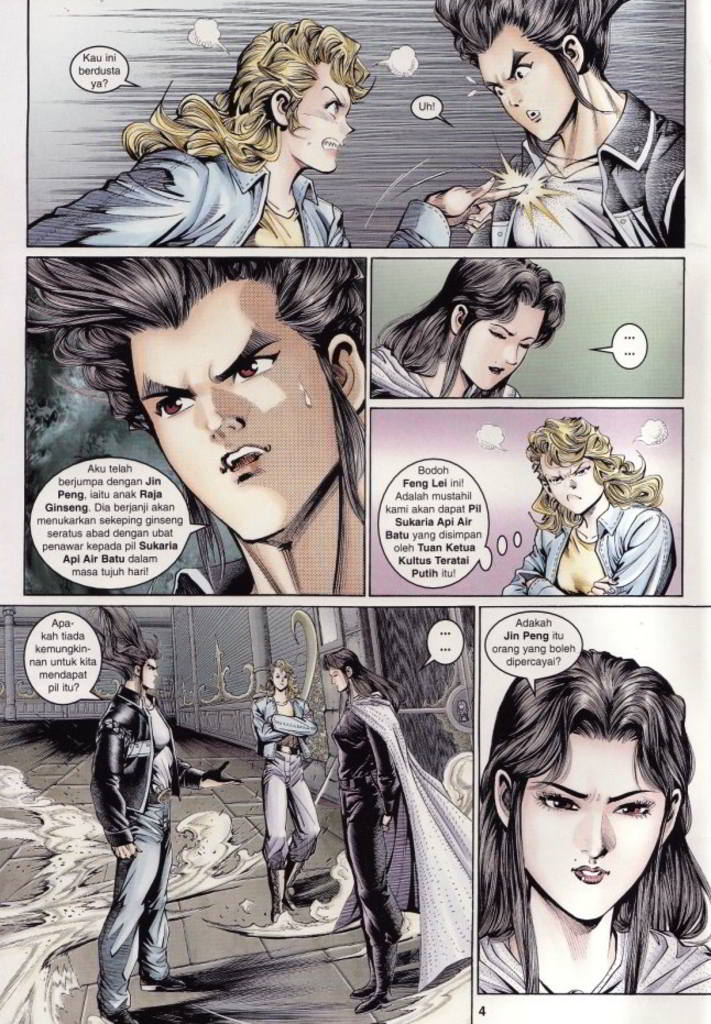 Kau ini
berdusta
ya?
Uh!
Aku telah
berjumpa dengan Jin
Peng, iaitu anak Raja
Ginseng. Dia berjanji akan
menukarkan sekeping ginseng
seratus abad dengan ubat
penawar kepada pil Sukaria
Api Air Batu dalam
masa tujuh hari!
...
...
Bodoh
Feng Lei ini!
Adalah mustahil
kami akan dapat Pil
Sukaria Api Air
Batu yang disimpan
oleh Tuan Ketua
Kultus Teratai
Putih itu!
Apa-
kah tiada
kemungkin-
nan untuk kita
mendapat
pil itu?
...
...
Adakah
Jin Peng itu
orang yang boleh
dipercayai?
4